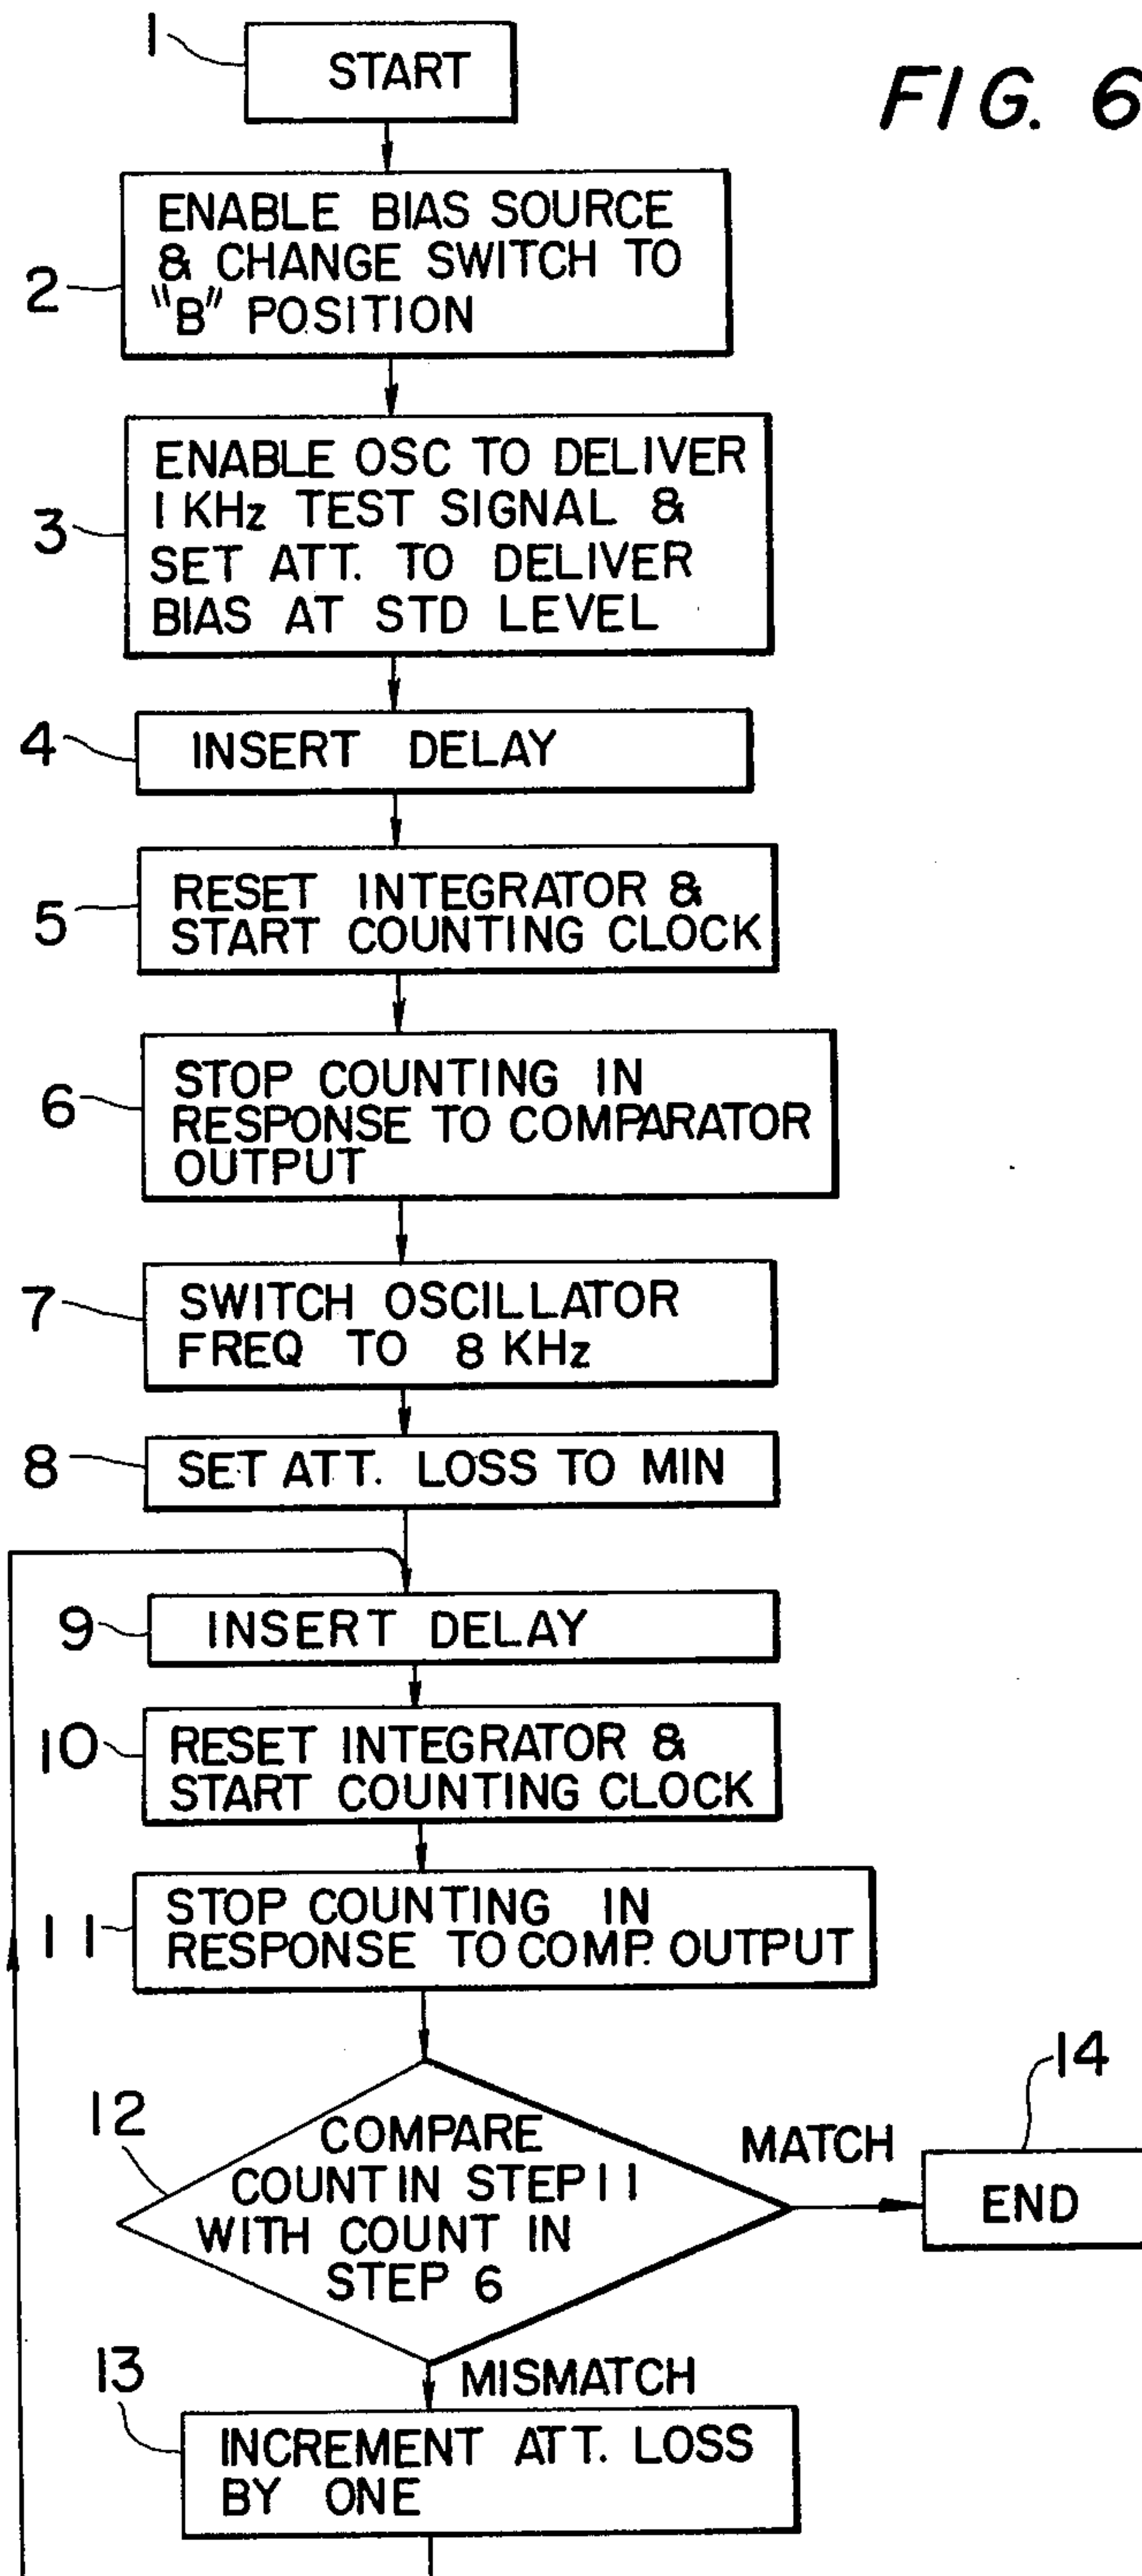 FIG. 6
1
START
2
ENABLE BIAS SOURCE
& CHANGE SWITCH TO
"B" POSITION
3
ENABLE OSC TO DELIVER
1 KHz TEST SIGNAL &
SET ATT. TO DELIVER
BIAS AT STD LEVEL
4
INSERT DELAY
5
RESET INTEGRATOR &
START COUNTING CLOCK
6
STOP COUNTING IN
RESPONSE TO COMPARATOR
OUTPUT
7
SWITCH OSCILLATOR
FREQ TO 8 KHz
8
SET ATT. LOSS TO MIN
9
INSERT DELAY
10
RESET INTEGRATOR &
START COUNTING CLOCK
11
STOP COUNTING IN
RESPONSE TO COMP. OUTPUT
12
COMPARE
COUNT IN STEP 11
WITH COUNT IN
STEP 6
MATCH
14
END
MISMATCH
13
INCREMENT ATT. LOSS
BY ONE